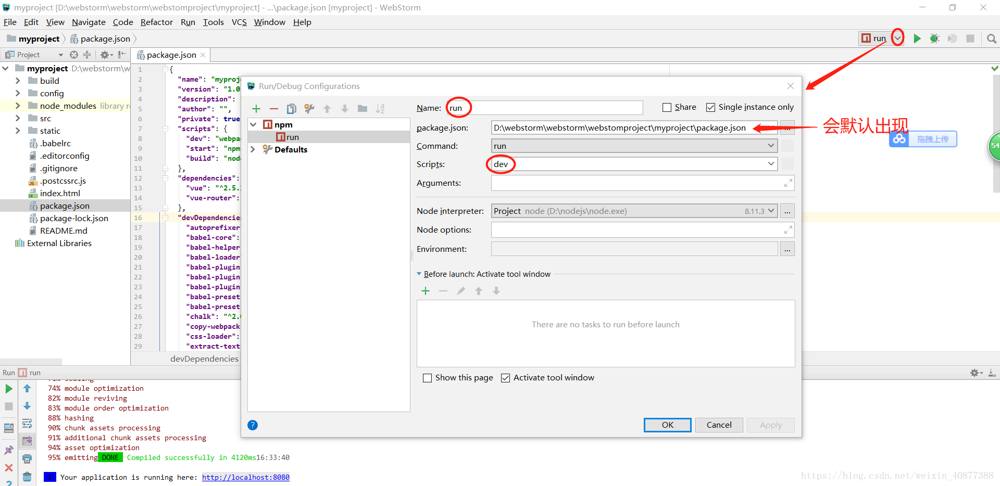 myproject [D:\webstorm\webstorm\webstomproject\myproject] - ...\package.json [myproject] - WebStorm
File Edit View Navigate Code Refactor Run Tools VCS Window Help
myproject package.json run
Project package.json
myproject D:\webstorm\w
build
config
node_modules library r
src
static
.babelrc
.editorconfig
.gitignore
.postcssrc.js
index.html
package.json
package-lock.json
README.md
External Libraries
1 {
2 "name": "myproj
3 "version": "1.0
4 "description":
5 "author": "",
6 "private": true
7 "scripts": {
8 "dev": "webpac
9 "start": "npm
10 "build": "nod
11 },
12 "dependencies":
13 "vue": "^2.5.
14 "vue-router":
15 },
16 "devDependencie
17 "autoprefixer
18 "babel-core":
19 "babel-helper
20 "babel-loader
21 "babel-plugin
22 "babel-plugin
23 "babel-plugin
24 "babel-preset
25 "babel-preset
26 "chalk": "^2.
27 "copy-webpack
28 "css-loader":
29 "extract-text
devDependencies
Run/Debug Configurations
npm
run
Defaults
Name: run Share Single instance only
package.json: D:\webstorm\webstorm\webstomproject\myproject\package.json ...
会默认出现
拖拽上传
54
Command: run
Scripts: dev
Arguments:
Node interpreter: Project node (D:\nodejs\node.exe) 8.11.3 ...
Node options:
Environment: ...
Before launch: Activate tool window
There are no tasks to run before launch
Show this page Activate tool window
? OK Cancel Apply
Run run
74% module optimization
82% module reviving
83% module order optimization
88% hashing
90% chunk assets processing
91% additional chunk assets processing
94% asset optimization
95% emitting DONE Compiled successfully in 4120ms16:33:40
I Your application is running here: http://localhost:8080
https://blog.csdn.net/weixin_40877388